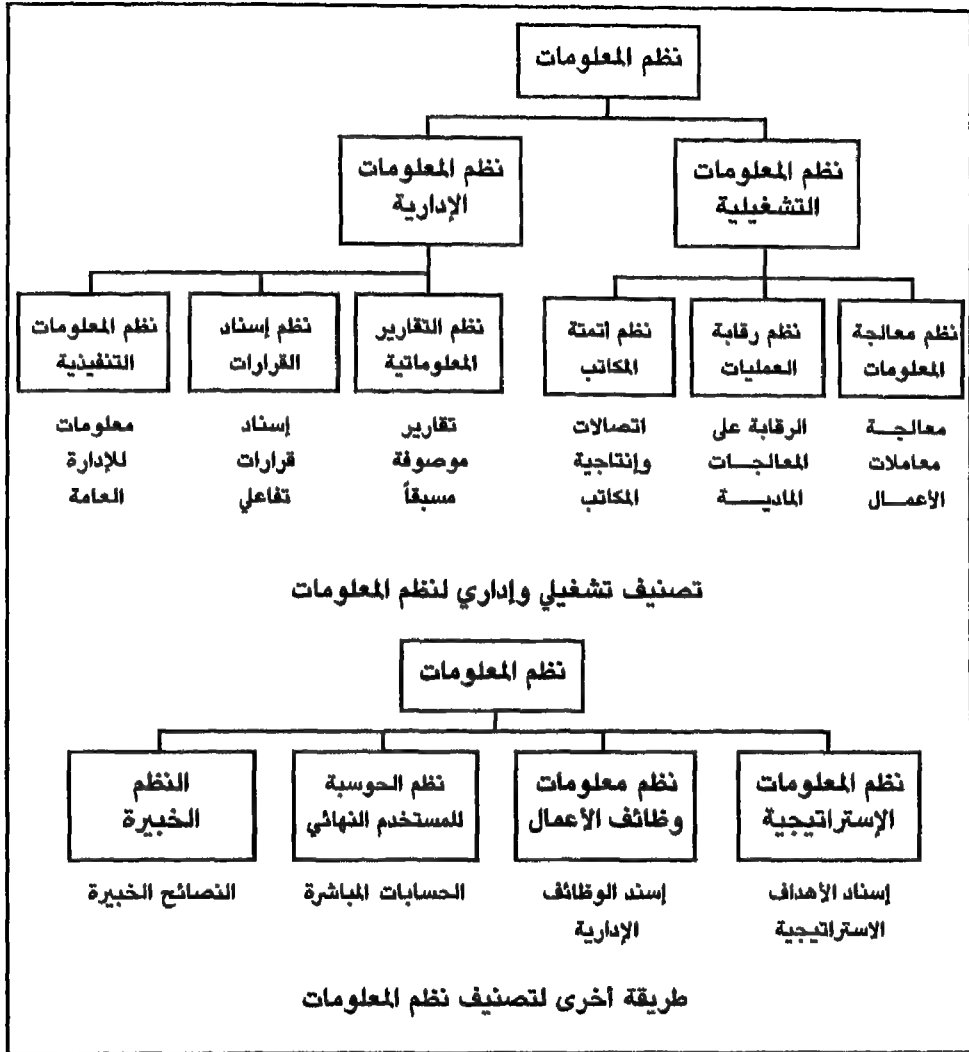 نظم المعلومات
نظم المعلومات
التشغيلية
نظم المعلومات
الإدارية
نظم معالجة
المعلومات
نظم رقابة
العمليات
نظم اتمتة
المكاتب
نظم التقارير
المعلوماتية
نظم إسناد
القرارات
نظم المعلومات
التنفيذية
معالجـــة
معاملات
الأعمـــال
الرقابة على
المعالجــات
الماديـــــة
اتصالات
وإنتاجية
المكاتب
تقارير
موصوفة
مسبقاً
إسناد
قرارات
تفاعلي
معلومات
للإدارة
العامة
تصنيف تشغيلي وإداري لنظم المعلومات
نظم المعلومات
نظم المعلومات
الإستراتيجية
نظم معلومات
وظائف الأعمال
نظم الحوسبة
للمستخدم النهائي
النظم
الخبيرة
إسناد الأهداف
الاستراتيجية
إسند الوظائف
الإدارية
الحسابات المباشرة
النصائح الخبيرة
طريقة أخرى لتصنيف نظم المعلومات